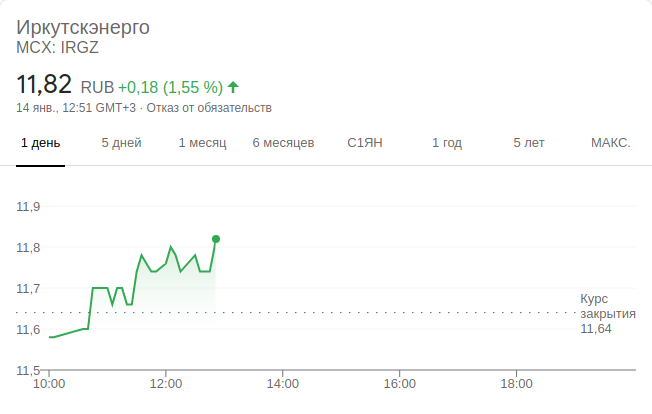 Иркутскэнерго
MCX: IRGZ
11,82 RUB +0,18 (1,55 %)
14 янв., 12:51 GMT+3 · Отказ от обязательств
1 день 5 дней 1 месяц 6 месяцев С1ЯН 1 год 5 лет МАКС.
11,9
11,8
11,7
11,6
11,5
Курс
закрытия
11,64
10:00 12:00 14:00 16:00 18:00